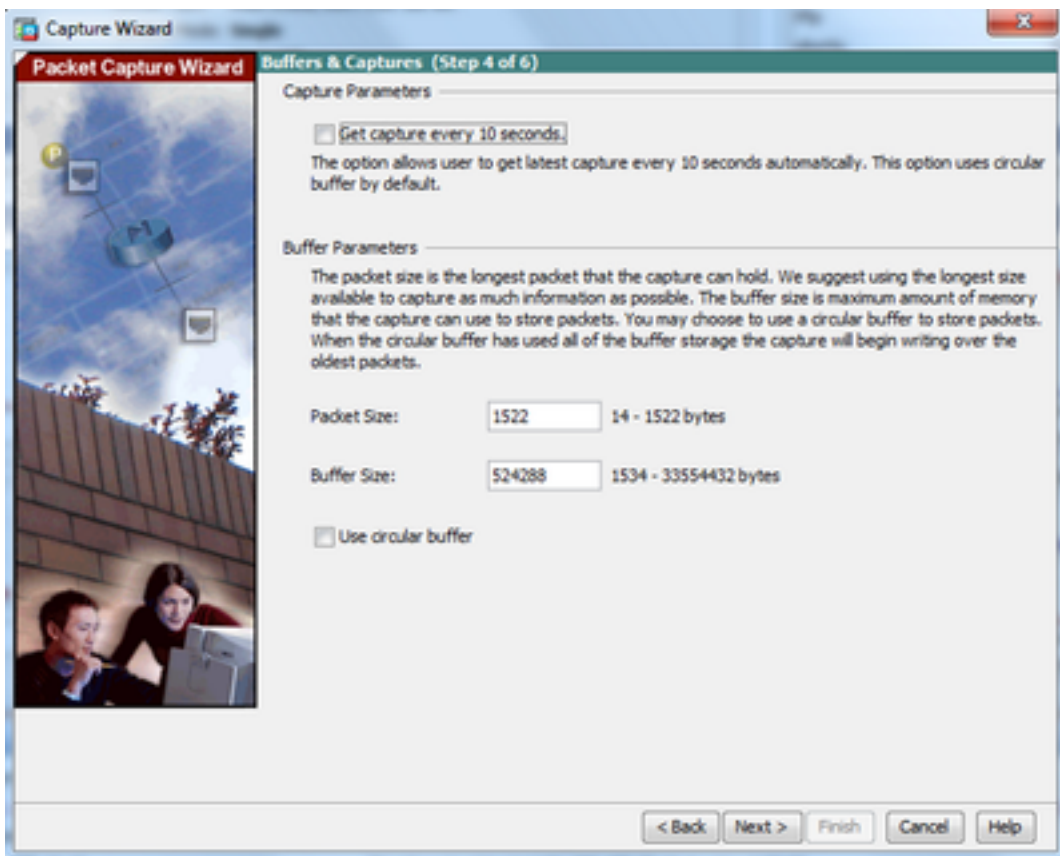 Capture Wizard
Packet Capture Wizard
Buffers & Captures (Step 4 of 6)
Capture Parameters
Get capture every 10 seconds.
The option allows user to get latest capture every 10 seconds automatically. This option uses circular
buffer by default.
Buffer Parameters
The packet size is the longest packet that the capture can hold. We suggest using the longest size
available to capture as much information as possible. The buffer size is maximum amount of memory
that the capture can use to store packets. You may choose to use a circular buffer to store packets.
When the circular buffer has used all of the buffer storage the capture will begin writing over the
oldest packets.
Packet Size: 1522 14 - 1522 bytes
Buffer Size: 524288 1534 - 33554432 bytes
Use circular buffer
< Back Next > Finish Cancel Help